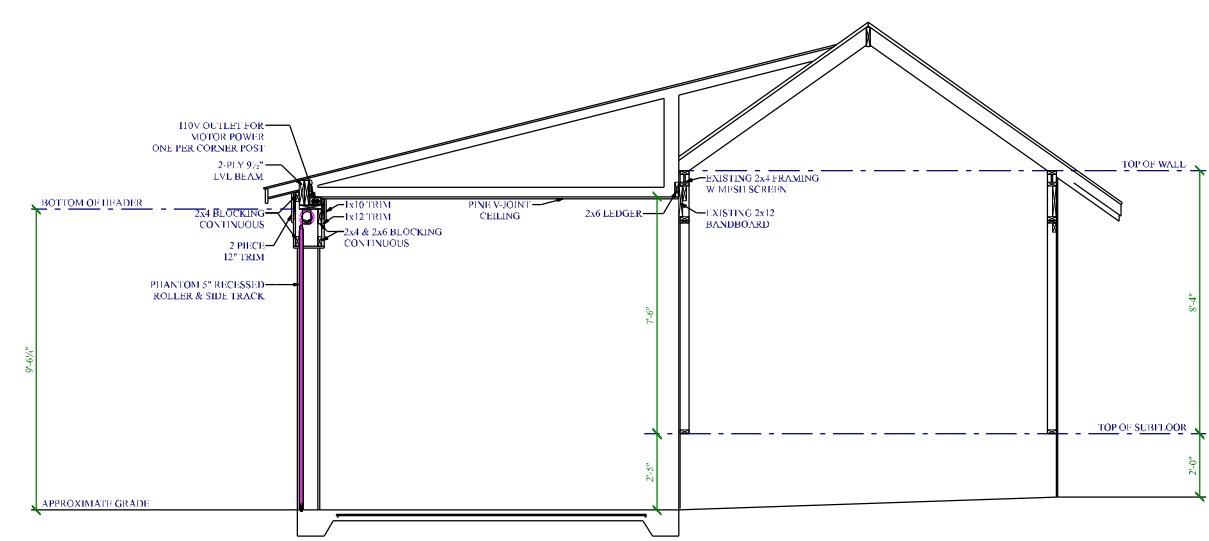 110V OUTLET FOR
MOTOR POWER
ONE PER CORNER POST
2-PLY 9½"
LVL BEAM
BOTTOM OF HEADER
2x4 BLOCKING
CONTINUOUS
2 PIECE
12" TRIM
PHANTOM 5" RECESSED
ROLLER & SIDE TRACK
1x10 TRIM
1x12 TRIM
2x4 & 2x6 BLOCKING
CONTINUOUS
PINE V-JOINT
CEILING
2x6 LEDGER
EXISTING 2x4 FRAMING
W MESH SCREEN
EXISTING 2x12
BANDBOARD
TOP OF WALL
7'-6"
8'-4"
TOP OF SUBFLOOR
2'-5"
2'-0"
APPROXIMATE GRADE